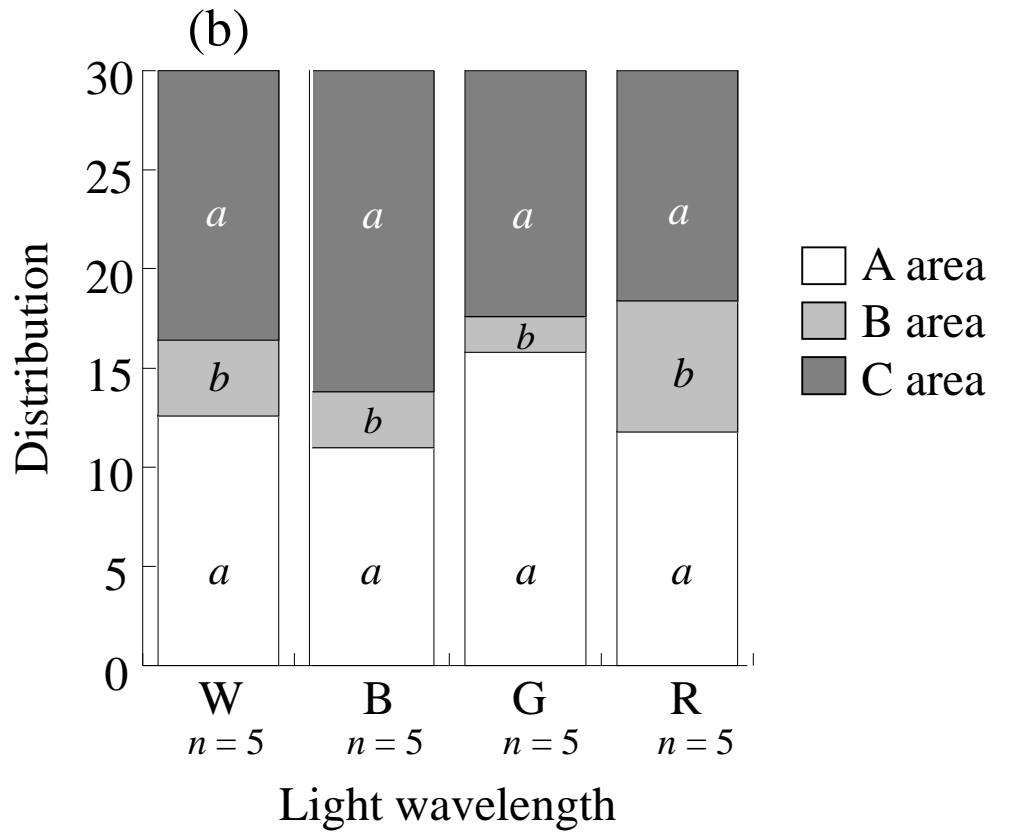 (b)
30
25
20
15
10
5
0
Distribution
a
a
a
a
b
b
b
b
a
a
a
a
W
B
G
R
n = 5
n = 5
n = 5
n = 5
Light wavelength
A area
B area
C area